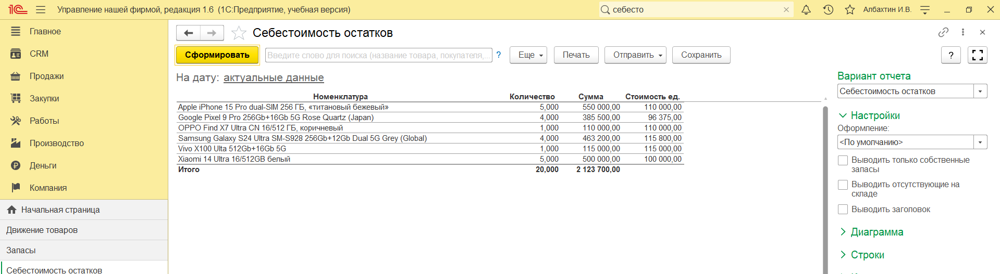 1С Управление нашей фирмой, редакция 1.6 (1С:Предприятие, учебная версия) себесто Албахтин И.В.
Главное
CRM
Продажи
Закупки
Работы
Производство
Деньги
Компания
Начальная страница
Движение товаров
Запасы
Себестоимость остатков
Себестоимость остатков
Сформировать Введите слово для поиска (название товара, покупателя,... ? Еще Печать Отправить Сохранить ?
На дату: актуальные данные
Номенклатура Количество Сумма Стоимость ед.
Apple iPhone 15 Pro dual-SIM 256 ГБ, «титановый бежевый» 5,000 550 000,00 110 000,00
Google Pixel 9 Pro 256Gb+16Gb 5G Rose Quartz (Japan) 4,000 385 500,00 96 375,00
OPPO Find X7 Ultra CN 16/512 ГБ, коричневый 1,000 110 000,00 110 000,00
Samsung Galaxy S24 Ultra SM-S928 256Gb+12Gb Dual 5G Grey (Global) 4,000 463 200,00 115 800,00
Vivo X100 Ulta 512Gb+16Gb 5G 1,000 115 000,00 115 000,00
Xiaomi 14 Ultra 16/512GB белый 5,000 500 000,00 100 000,00
Итого 20,000 2 123 700,00
Вариант отчета
Себестоимость остатков
Настройки
Оформление:
<По умолчанию>
Выводить только собственные
запасы
Выводить отсутствующие на
складе
Выводить заголовок
Диаграмма
Строки